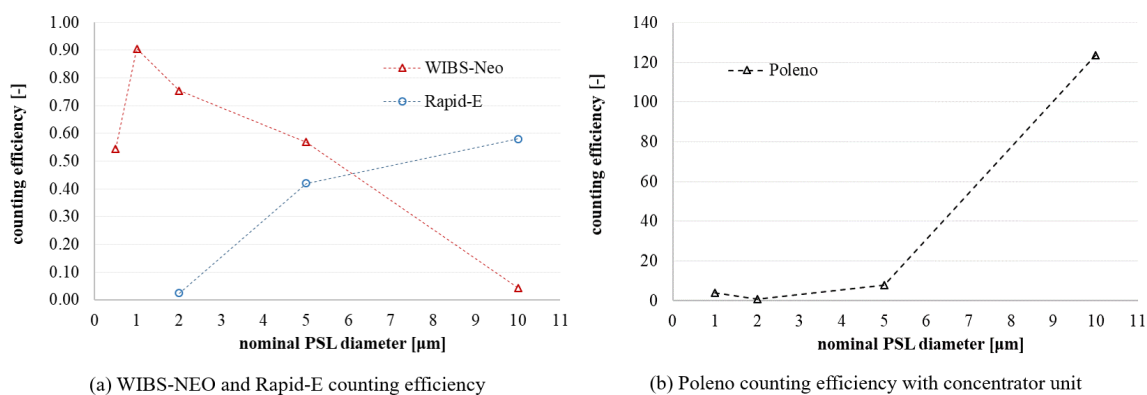 1.00
0.90
0.80
0.70
0.60
0.50
0.40
0.30
0.20
0.10
0.00
counting efficiency [-]
WIBS-Neo
Rapid-E
0 1 2 3 4 5 6 7 8 9 10 11
nominal PSL diameter [µm]
(a) WIBS-NEO and Rapid-E counting efficiency
140
120
100
80
60
40
20
0
counting efficiency [-]
Poleno
0 1 2 3 4 5 6 7 8 9 10 11
nominal PSL diameter [µm]
(b) Poleno counting efficiency with concentrator unit